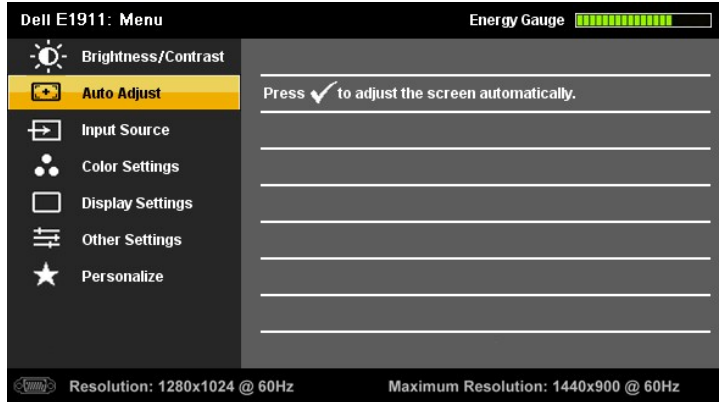 Dell E1911: Menu
Energy Gauge
Brightness/Contrast
Auto Adjust
Press ✓ to adjust the screen automatically.
Input Source
Color Settings
Display Settings
Other Settings
Personalize
Resolution: 1280x1024 @ 60Hz
Maximum Resolution: 1440x900 @ 60Hz